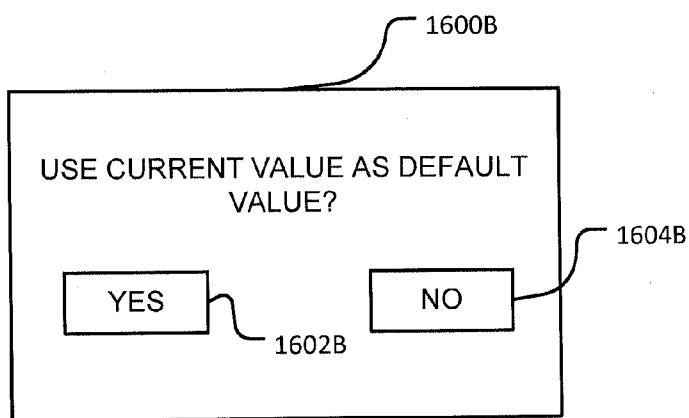 1600B
USE CURRENT VALUE AS DEFAULT
VALUE?
1604B
YES
NO
1602B